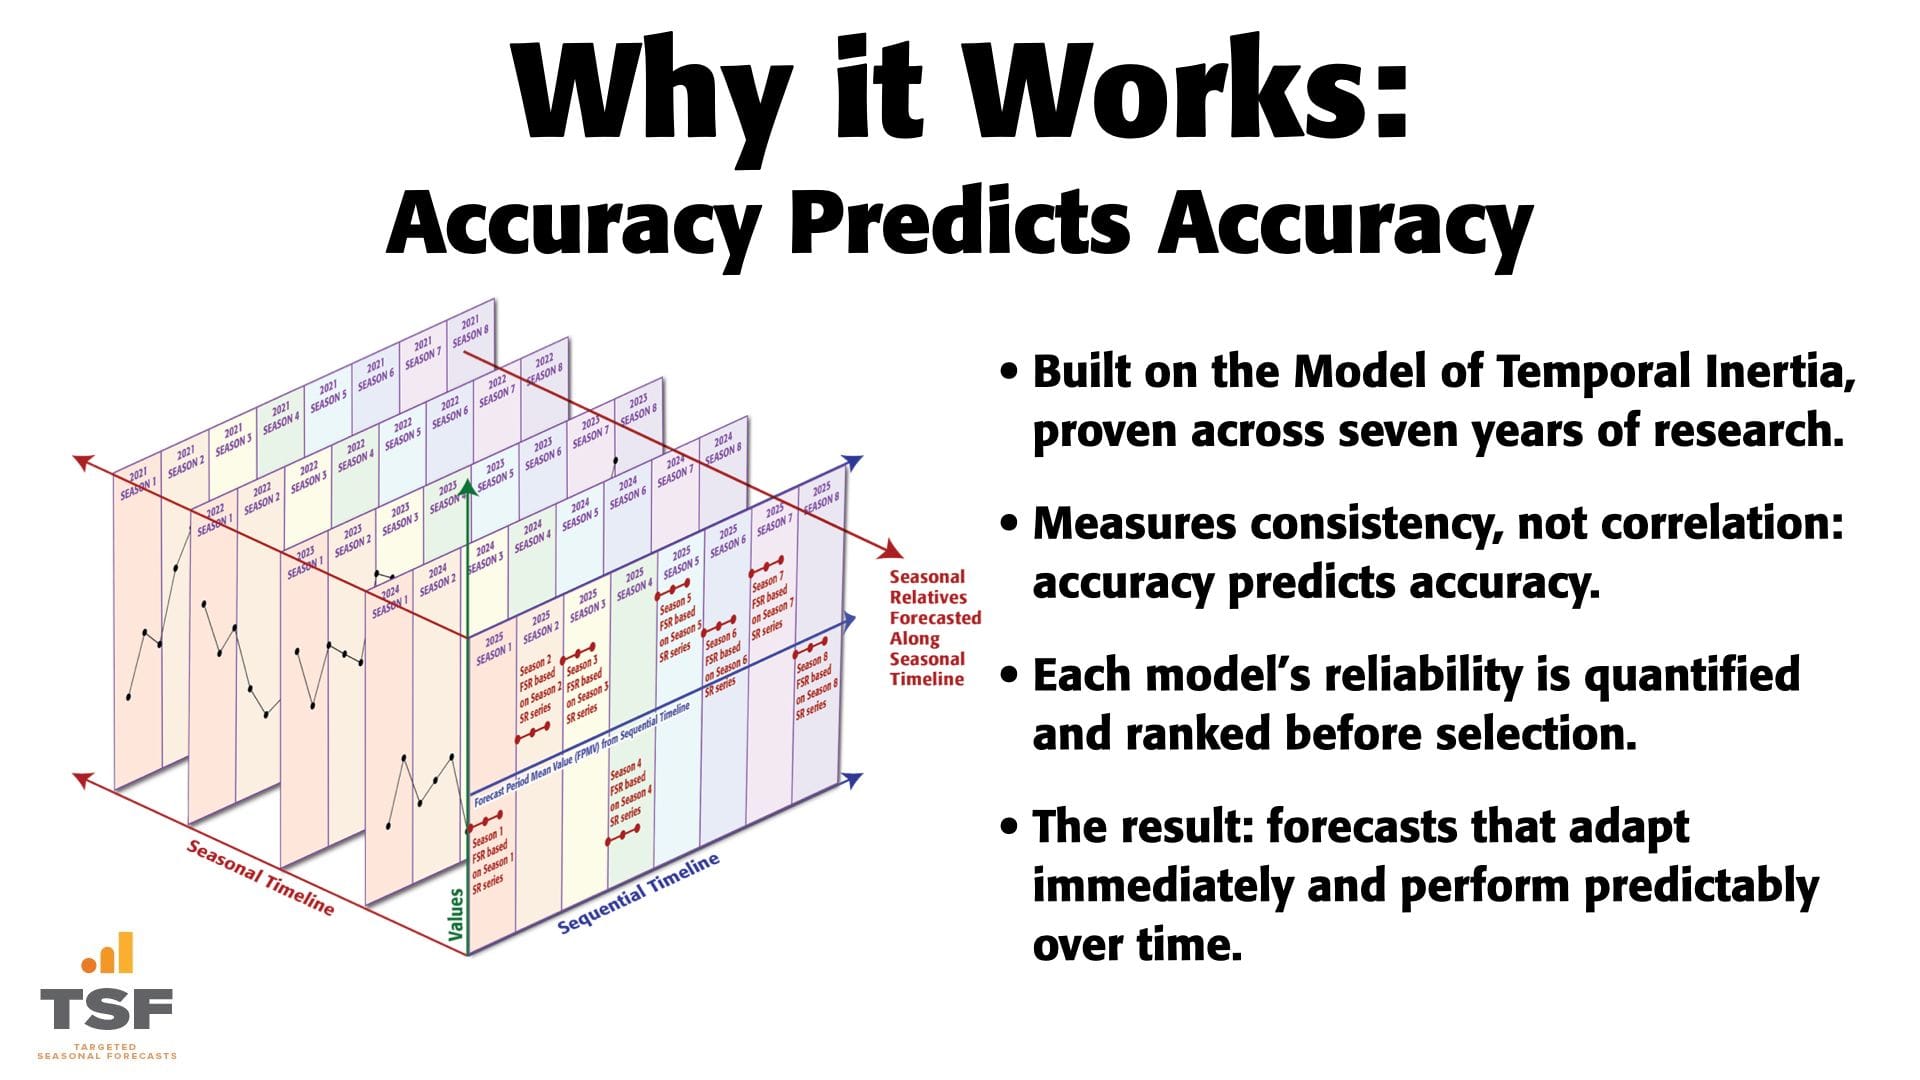 Why it Works:
Accuracy Predicts Accuracy
2021
SEASON 1
2021
SEASON 2
2021
SEASON 3
2021
SEASON 4
2021
SEASON 5
2021
SEASON 6
2021
SEASON 7
2021
SEASON 8
2022
SEASON 1
2022
SEASON 2
2022
SEASON 3
2022
SEASON 4
2022
SEASON 5
2022
SEASON 6
2022
SEASON 7
2022
SEASON 8
2023
SEASON 1
2023
SEASON 2
2023
SEASON 3
2023
SEASON 4
2023
SEASON 5
2023
SEASON 6
2023
SEASON 7
2023
SEASON 8
2024
SEASON 1
2024
SEASON 2
2024
SEASON 3
2024
SEASON 4
2024
SEASON 5
2024
SEASON 6
2024
SEASON 7
2024
SEASON 8
2025
SEASON 1
2025
SEASON 2
2025
SEASON 3
2025
SEASON 4
2025
SEASON 5
2025
SEASON 6
2025
SEASON 7
2025
SEASON 8
Season 1
FSR based
on Season 1
SR series
Season 2
FSR based
on Season 2
SR series
Season 3
FSR based
on Season 3
SR series
Season 4
FSR based
on Season 4
SR series
Season 5
FSR based
on Season 5
SR series
Season 6
FSR based
on Season 6
SR series
Season 7
FSR based
on Season 7
SR series
Season 8
FSR based
on Season 8
SR series
Forecast Period Mean Value (FPMV) from Sequential Timeline
Seasonal
Relatives
Forecasted
Along
Seasonal
Timeline
Seasonal Timeline
Values
Sequential Timeline
• Built on the Model of Temporal Inertia,
proven across seven years of research.
• Measures consistency, not correlation:
accuracy predicts accuracy.
• Each model’s reliability is quantified
and ranked before selection.
• The result: forecasts that adapt
immediately and perform predictably
over time.
TSF
TARGETED
SEASONAL FORECASTS